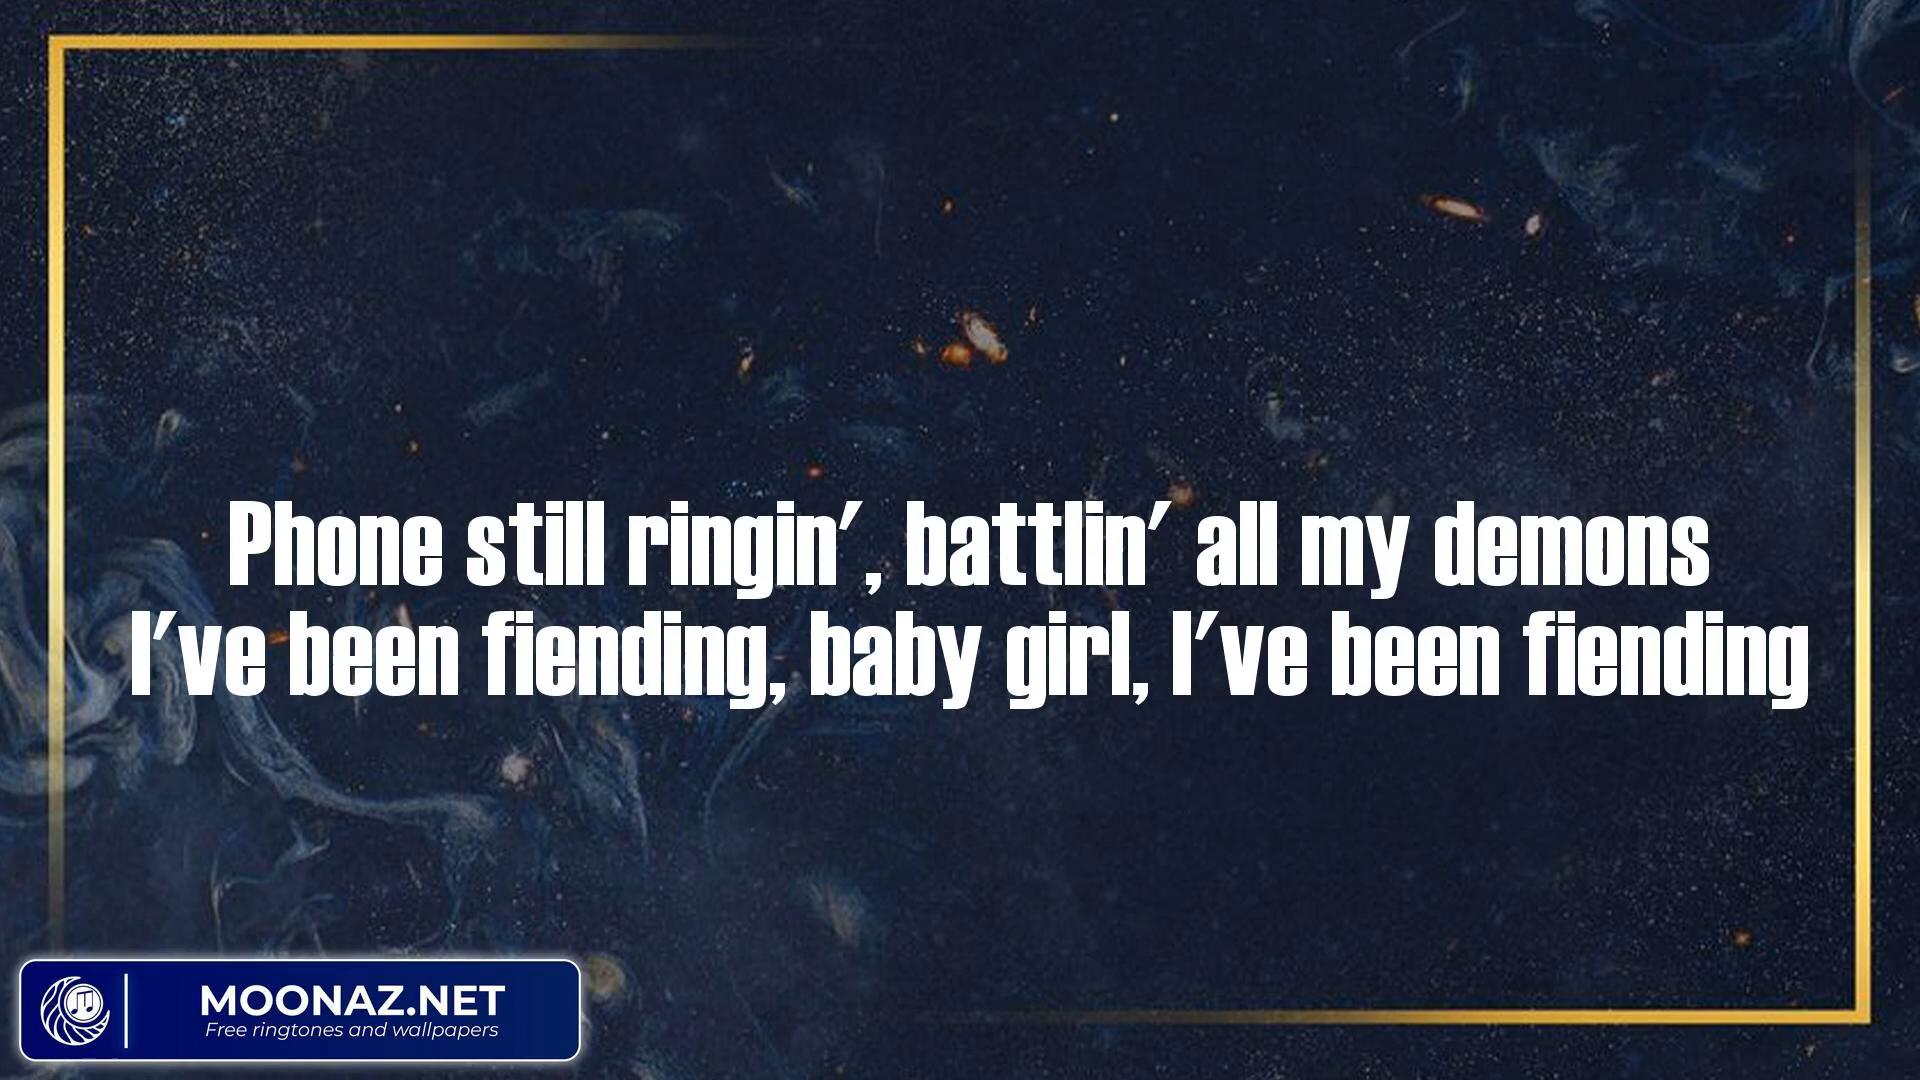 Phone still ringin', battlin' all my demons
I've been fiending, baby girl, I've been fiending
MOONAZ.NET
Free ringtones and wallpapers